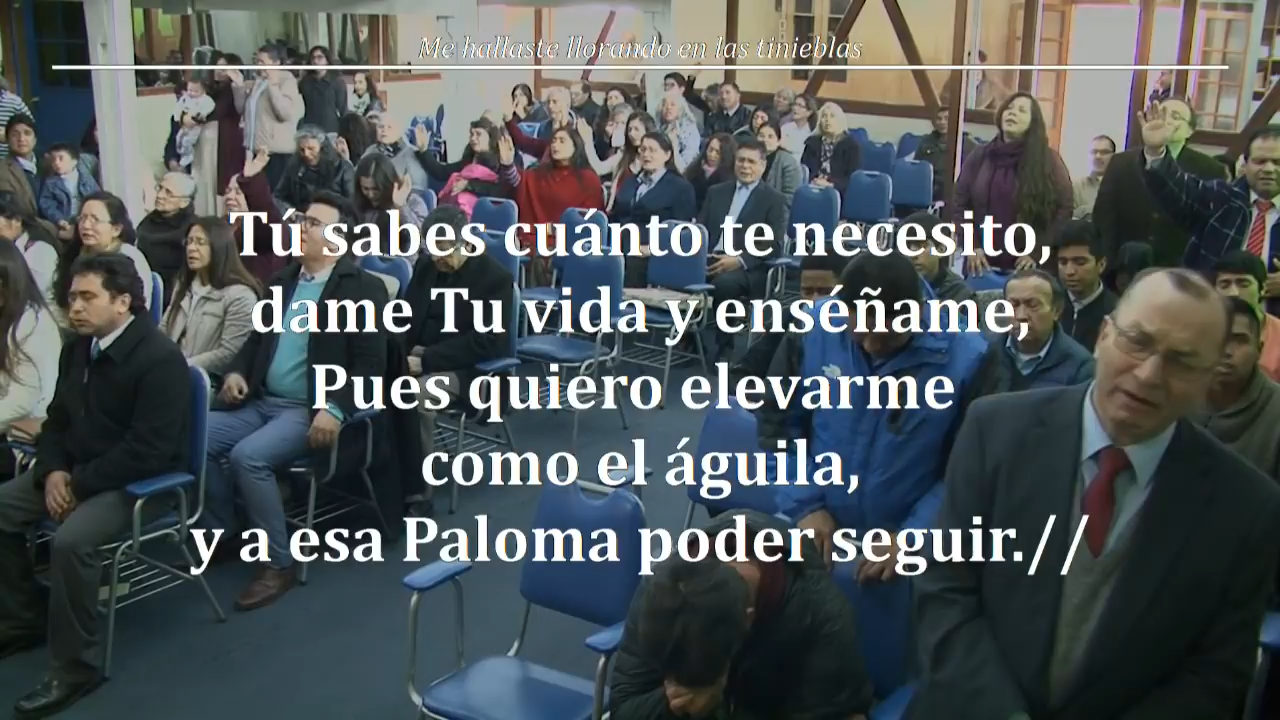 Me hallaste llorando en las tinieblas
Tú sabes cuánto te necesito,
dame Tu vida y enséñame,
Pues quiero elevarme
como el águila,
y a esa Paloma poder seguir.//